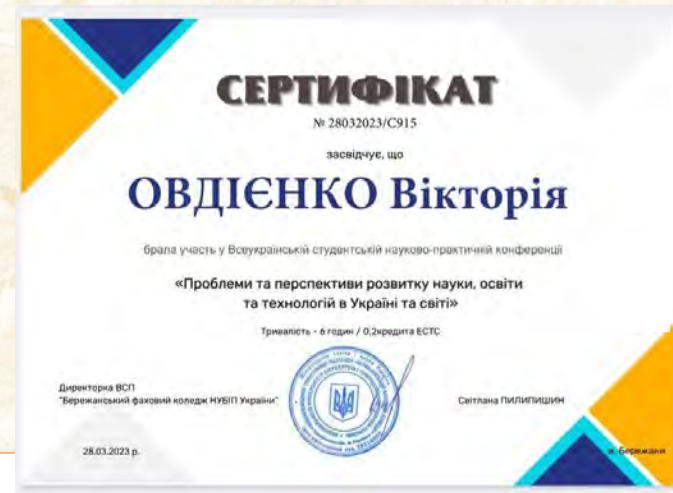 СЕРТИФІКАТ
№ 28032023/С915
засвідчує, що
ОВДІЄНКО Вікторія
брала участь у Всеукраїнській студентській науково-практичній конференції
«Проблеми та перспективи розвитку науки, освіти
та технологій в Україні та світі»
Тривалість - 6 годин / 0,2кредита ЕСТС
Директорка ВСП
"Бережанський фаховий коледж НУБІП України"
Світлана ПИЛИПИШИН
28.03.2023 р.
м. Бережани